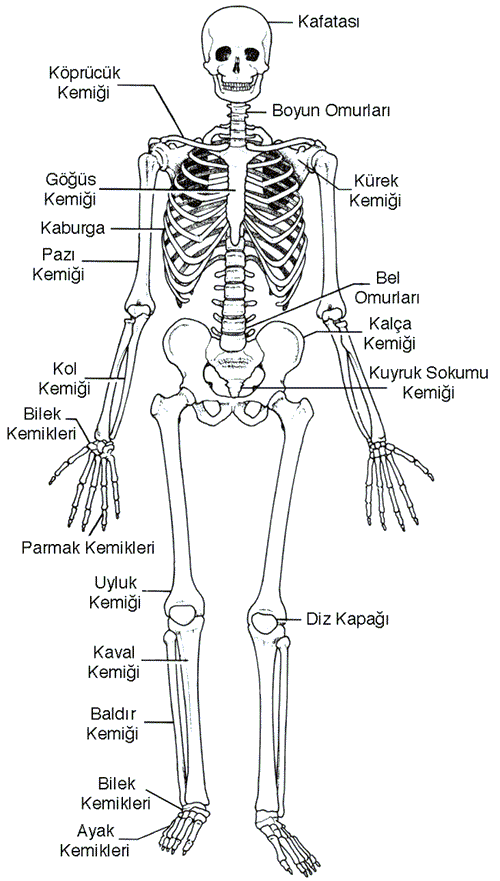 Kafatası
Köprücük
Kemiği
Boyun Omurları
Göğüs
Kemiği
Kürek
Kemiği
Kaburga
Pazı
Kemiği
Bel
Omurları
Kalça
Kemiği
Kol
Kemiği
Kuyruk Sokumu
Kemiği
Bilek
Kemikleri
Parmak Kemikleri
Uyluk
Kemiği
Diz Kapağı
Kaval
Kemiği
Baldır
Kemiği
Bilek
Kemikleri
Ayak
Kemikleri